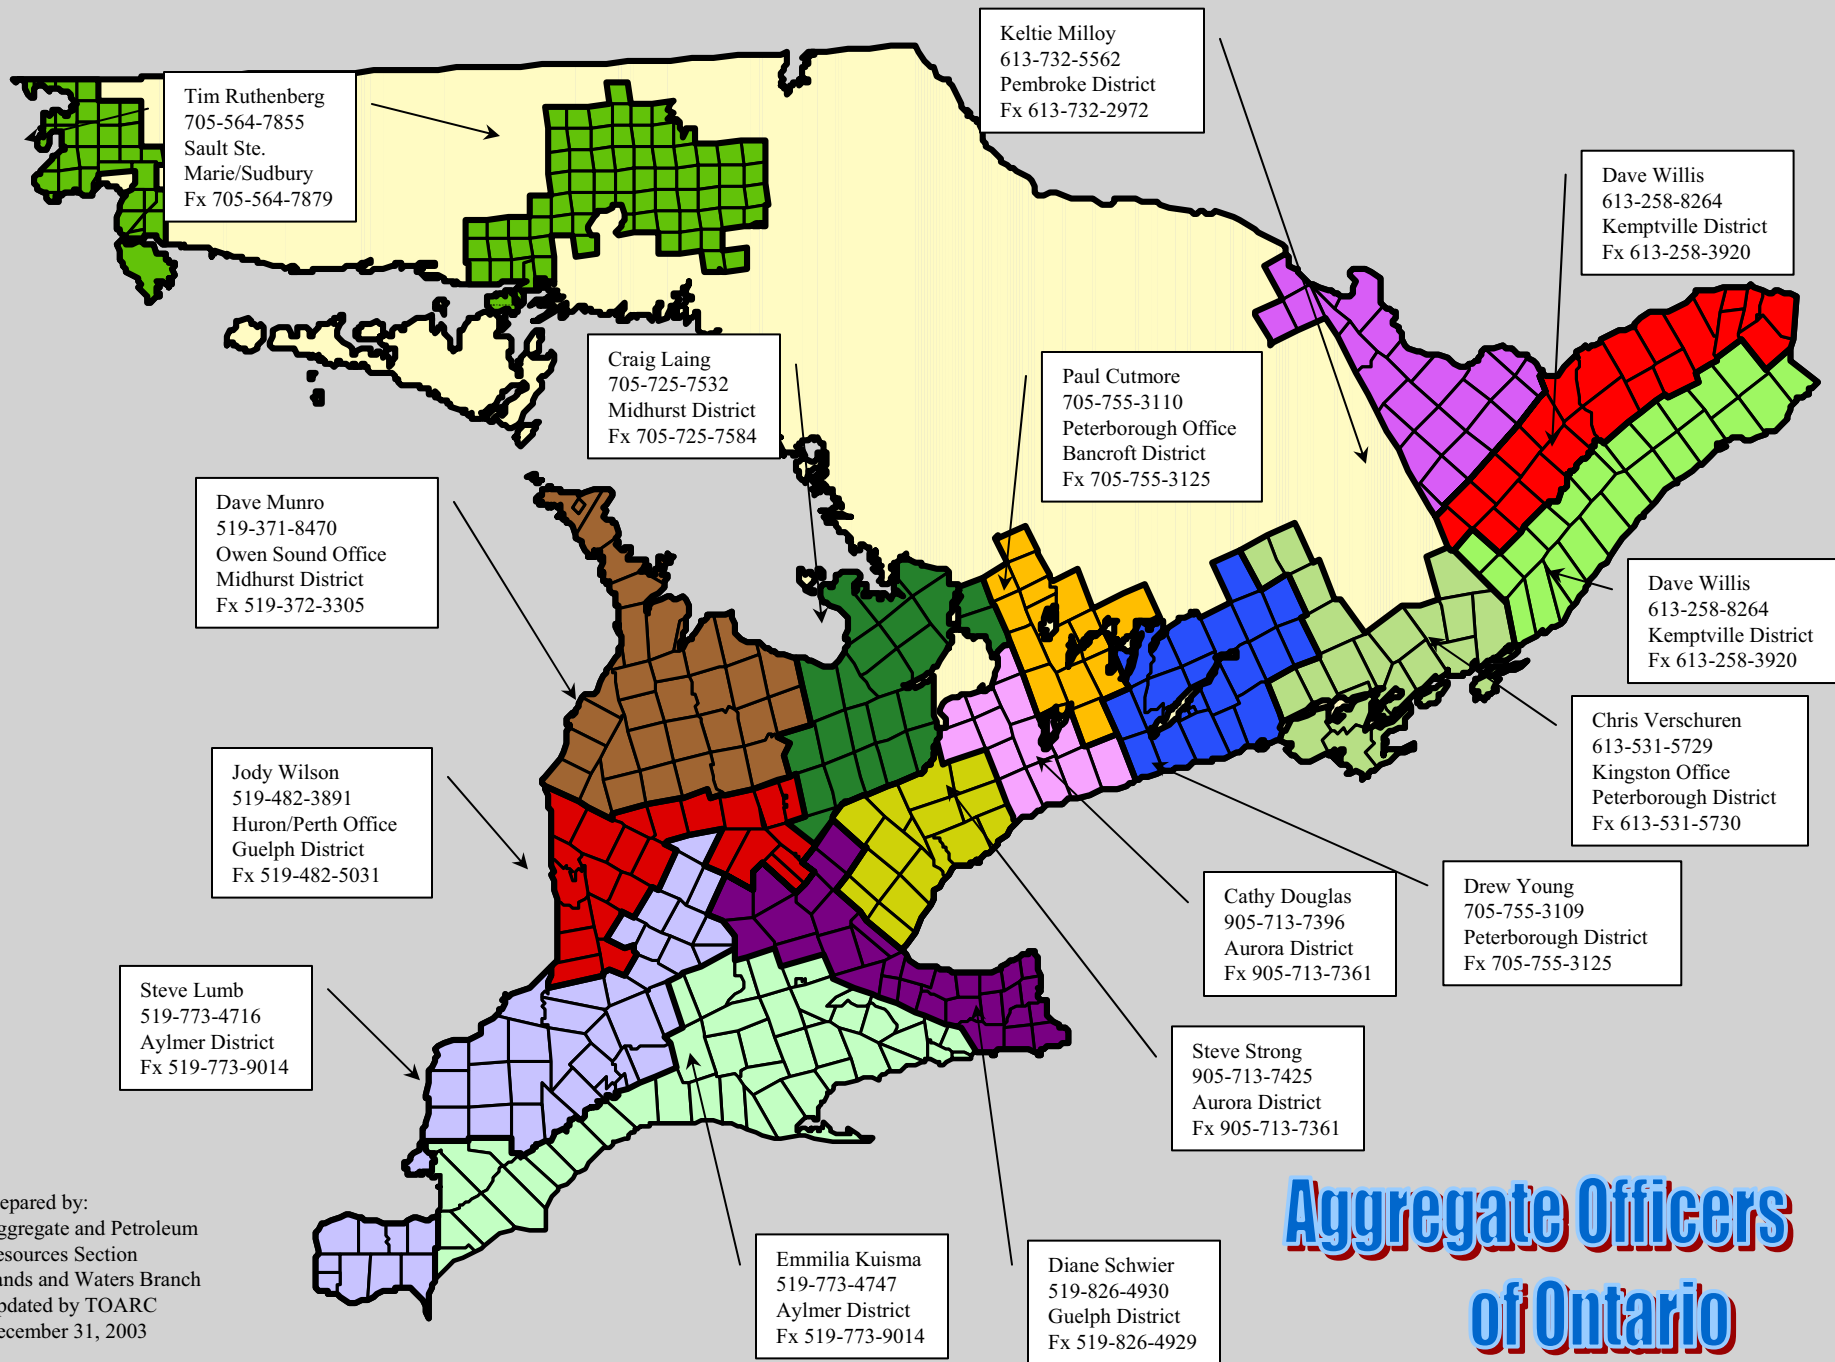 Keltie Milloy
613-732-5562
Pembroke District
Fx 613-732-2972
Tim Ruthenberg
705-564-7855
Sault Ste.
Marie/Sudbury
Fx 705-564-7879
Dave Willis
613-258-8264
Kemptville District
Fx 613-258-3920
Craig Laing
705-725-7532
Midhurst District
Fx 705-725-7584
Paul Cutmore
705-755-3110
Peterborough Office
Bancroft District
Fx 705-755-3125
Dave Munro
519-371-8470
Owen Sound Office
Midhurst District
Fx 519-372-3305
Dave Willis
613-258-8264
Kemptville District
Fx 613-258-3920
Chris Verschuren
613-531-5729
Kingston Office
Peterborough District
Fx 613-531-5730
Jody Wilson
519-482-3891
Huron/Perth Office
Guelph District
Fx 519-482-5031
Cathy Douglas
905-713-7396
Aurora District
Fx 905-713-7361
Drew Young
705-755-3109
Peterborough District
Fx 705-755-3125
Steve Lumb
519-773-4716
Aylmer District
Fx 519-773-9014
Steve Strong
905-713-7425
Aurora District
Fx 905-713-7361
Emmilia Kuisma
519-773-4747
Aylmer District
Fx 519-773-9014
Diane Schwier
519-826-4930
Guelph District
Fx 519-826-4929
epared by:
ggregate and Petroleum
esources Section
ands and Waters Branch
pdated by TOARC
ecember 31, 2003
Aggregate Officers
of Ontario